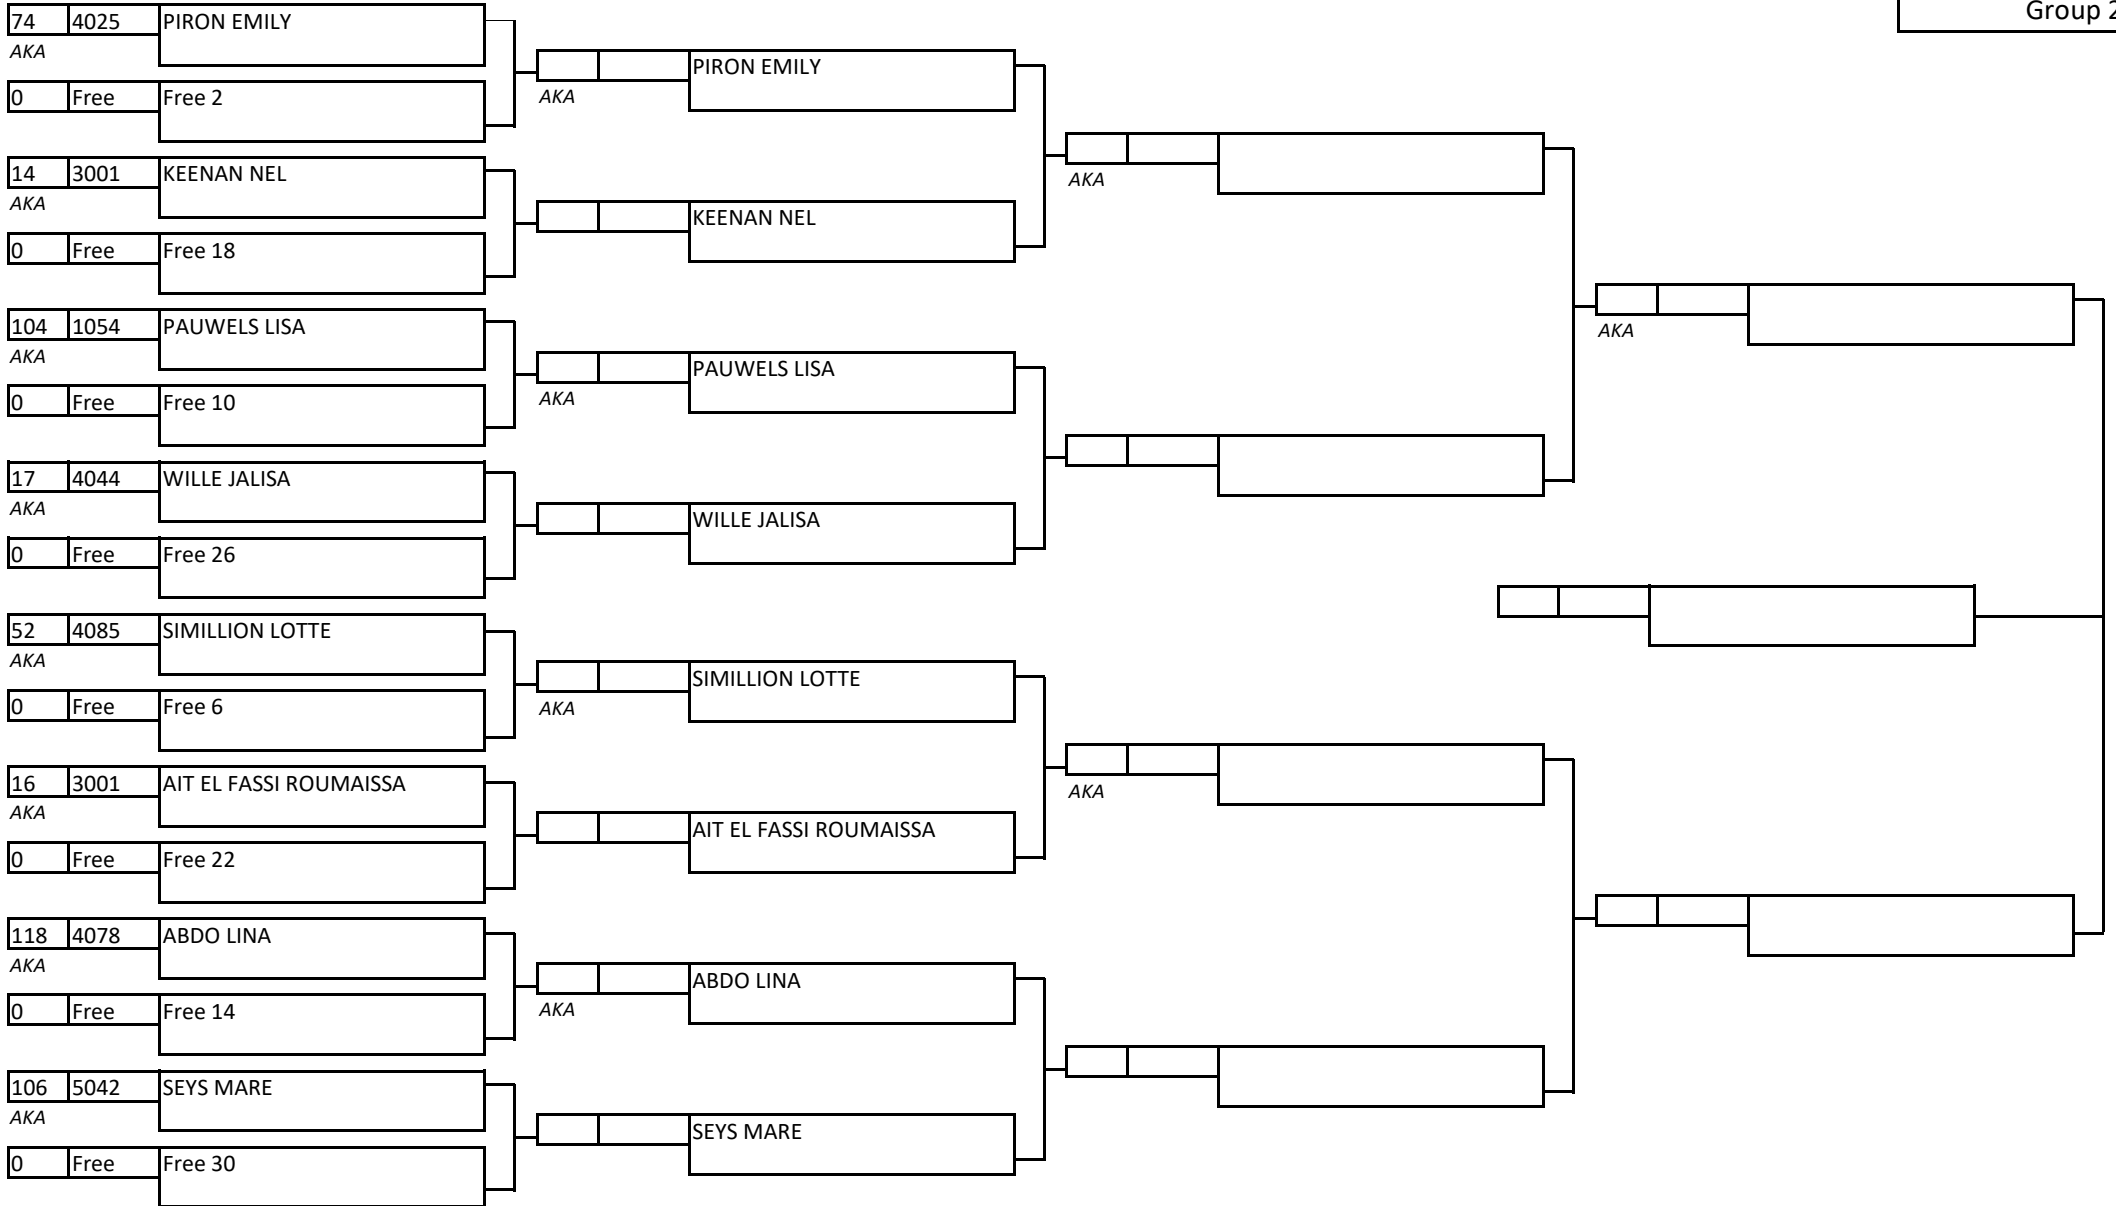 Group 2
74 4025 PIRON EMILY
AKA
0 Free Free 2
14 3001 KEENAN NEL
AKA
0 Free Free 18
104 1054 PAUWELS LISA
AKA
0 Free Free 10
17 4044 WILLE JALISA
AKA
0 Free Free 26
52 4085 SIMILLION LOTTE
AKA
0 Free Free 6
16 3001 AIT EL FASSI ROUMAISSA
AKA
0 Free Free 22
118 4078 ABDO LINA
AKA
0 Free Free 14
106 5042 SEYS MARE
AKA
0 Free Free 30
PIRON EMILY
AKA
KEENAN NEL
PAUWELS LISA
AKA
WILLE JALISA
SIMILLION LOTTE
AKA
AIT EL FASSI ROUMAISSA
ABDO LINA
AKA
SEYS MARE
AKA
AKA
AKA